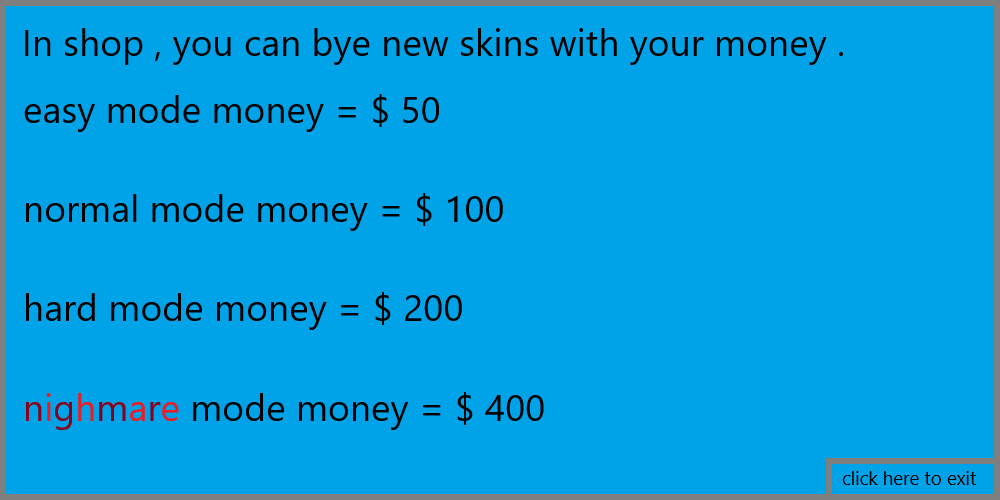 In shop , you can bye new skins with your money .
easy mode money = $ 50
normal mode money = $ 100
hard mode money = $ 200
nighmare mode money = $ 400
click here to exit